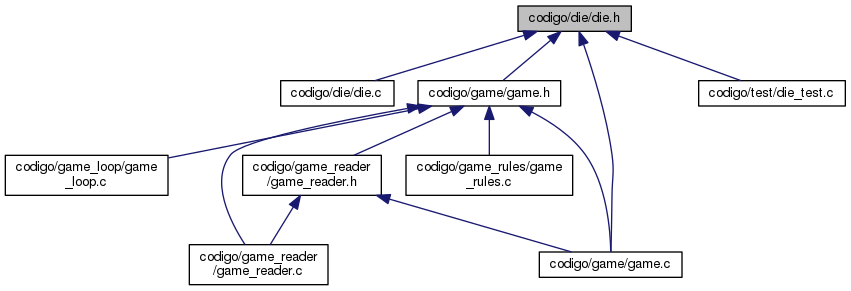 codigo/die/die.h
codigo/die/die.c
codigo/game/game.h
codigo/test/die_test.c
codigo/game_loop/game
_loop.c
codigo/game_reader
/game_reader.h
codigo/game_rules/game
_rules.c
codigo/game_reader
/game_reader.c
codigo/game/game.c